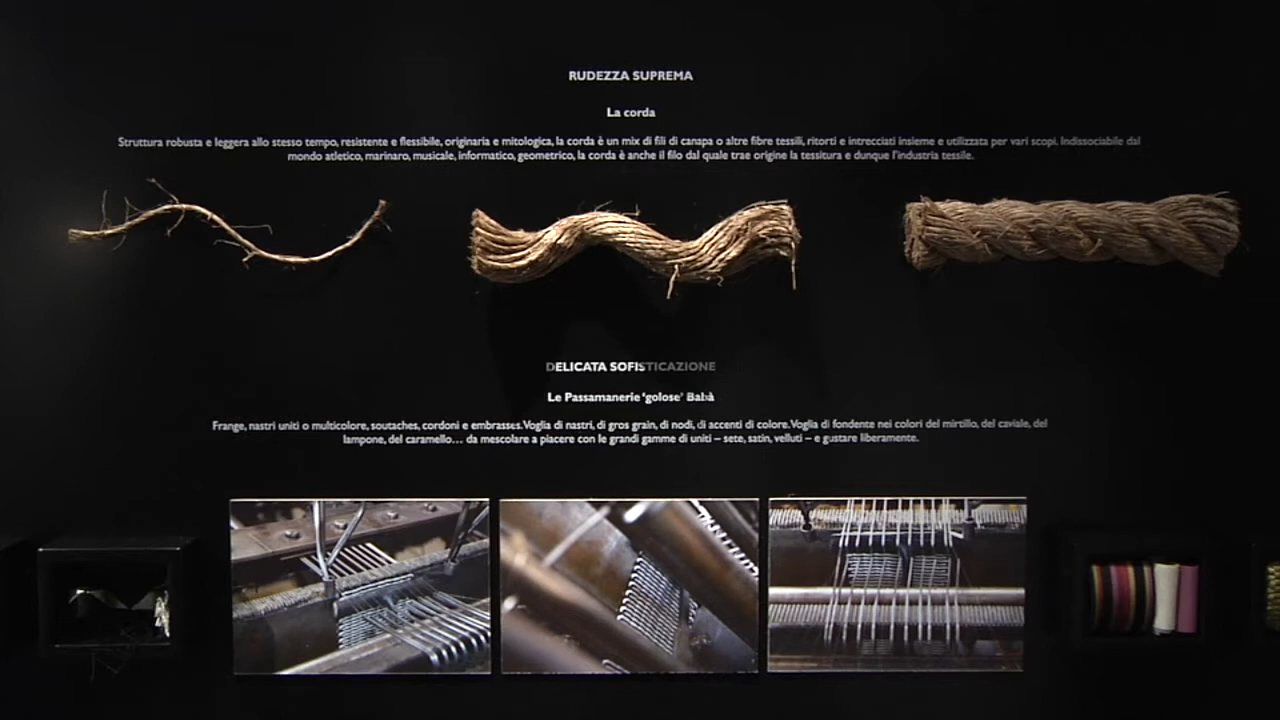 RUDEZZA SUPREMA
La corda
Struttura robusta e leggera allo stesso tempo, resistente e flessibile, originaria e mitologica, la corda è un mix di fili di canapa o altre fibre tessili, ritorti e intrecciati insieme e utilizzata per vari scopi. Indissociabile dal
mondo atletico, marinaro, musicale, informatico, geometrico, la corda è anche il filo dal quale trae origine la tessitura e dunque l'industria tessile.
DELICATA SOFISTICAZIONE
Le Passamanerie 'golose' Babà
Frange, nastri uniti o multicolore, soutaches, cordoni e embrasses. Voglia di nastri, di gros grain, di nodi, di accenti di colore. Voglia di fondente nei colori del mirtillo, del caviale, del
lampone, del caramello... da mescolare a piacere con le grandi gamme di uniti – sete, satin, velluti – e gustare liberamente.